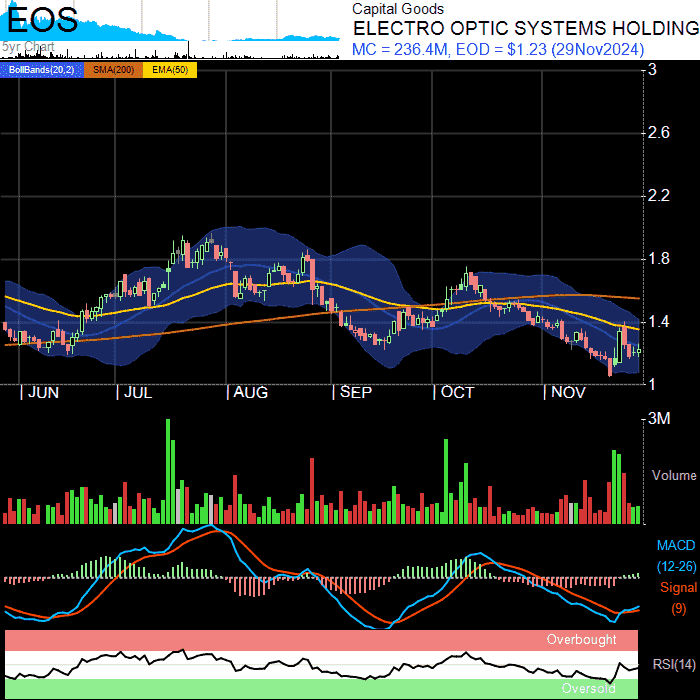 EOS
5yr Chart
Capital Goods
ELECTRO OPTIC SYSTEMS HOLDING
MC = 236.4M, EOD = $1.23 (29Nov2024)
BollBands(20,2) SMA(200) EMA(50)
3
2.6
2.2
1.8
1.4
1
JUN JUL AUG SEP OCT NOV
3M
Volume
MACD
(12-26)
Signal
(9)
Overbought
RSI(14)
Oversold